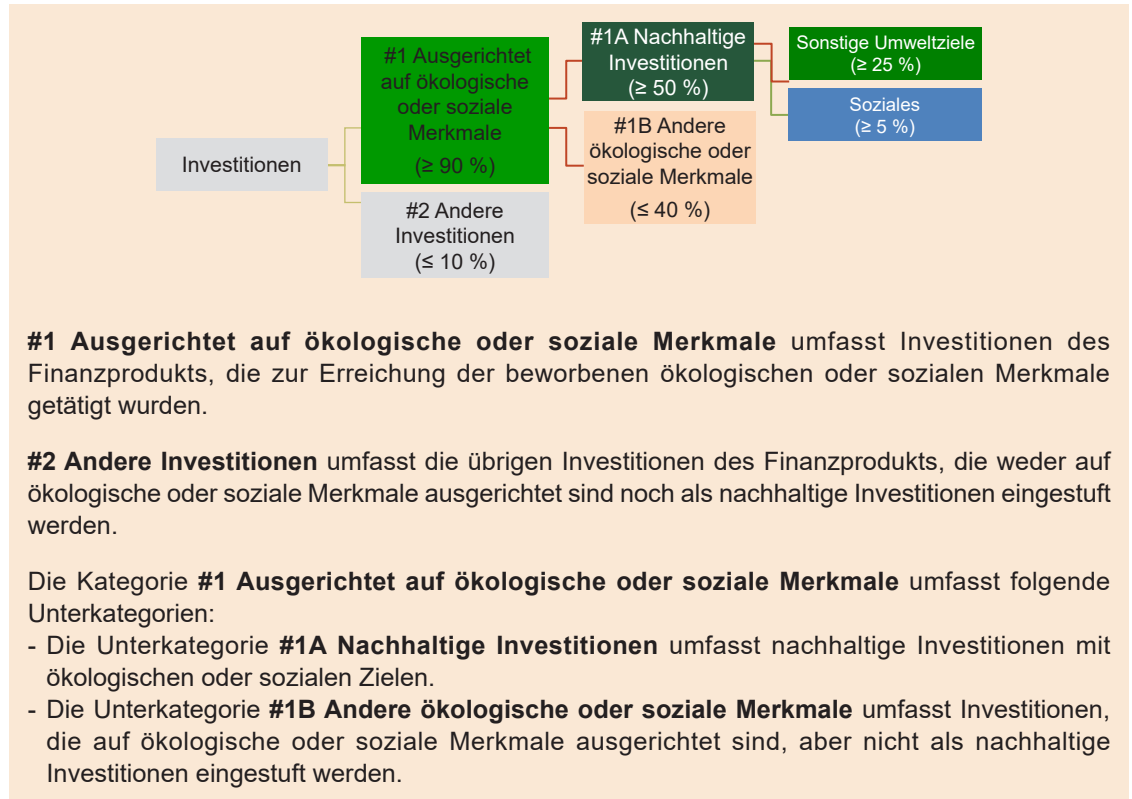 Investitionen
#1 Ausgerichtet
auf ökologische
oder soziale
Merkmale
(≥ 90 %)
#2 Andere
Investitionen
(≤ 10 %)
#1A Nachhaltige
Investitionen
(≥ 50 %)
#1B Andere
ökologische oder
soziale Merkmale
(≤ 40 %)
Sonstige Umweltziele
(≥ 25 %)
Soziales
(≥ 5 %)
#1 Ausgerichtet auf ökologische oder soziale Merkmale umfasst Investitionen des
Finanzprodukts, die zur Erreichung der beworbenen ökologischen oder sozialen Merkmale
getätigt wurden.
#2 Andere Investitionen umfasst die übrigen Investitionen des Finanzprodukts, die weder auf
ökologische oder soziale Merkmale ausgerichtet sind noch als nachhaltige Investitionen eingestuft
werden.
Die Kategorie #1 Ausgerichtet auf ökologische oder soziale Merkmale umfasst folgende
Unterkategorien:
- Die Unterkategorie #1A Nachhaltige Investitionen umfasst nachhaltige Investitionen mit
ökologischen oder sozialen Zielen.
- Die Unterkategorie #1B Andere ökologische oder soziale Merkmale umfasst Investitionen,
die auf ökologische oder soziale Merkmale ausgerichtet sind, aber nicht als nachhaltige
Investitionen eingestuft werden.